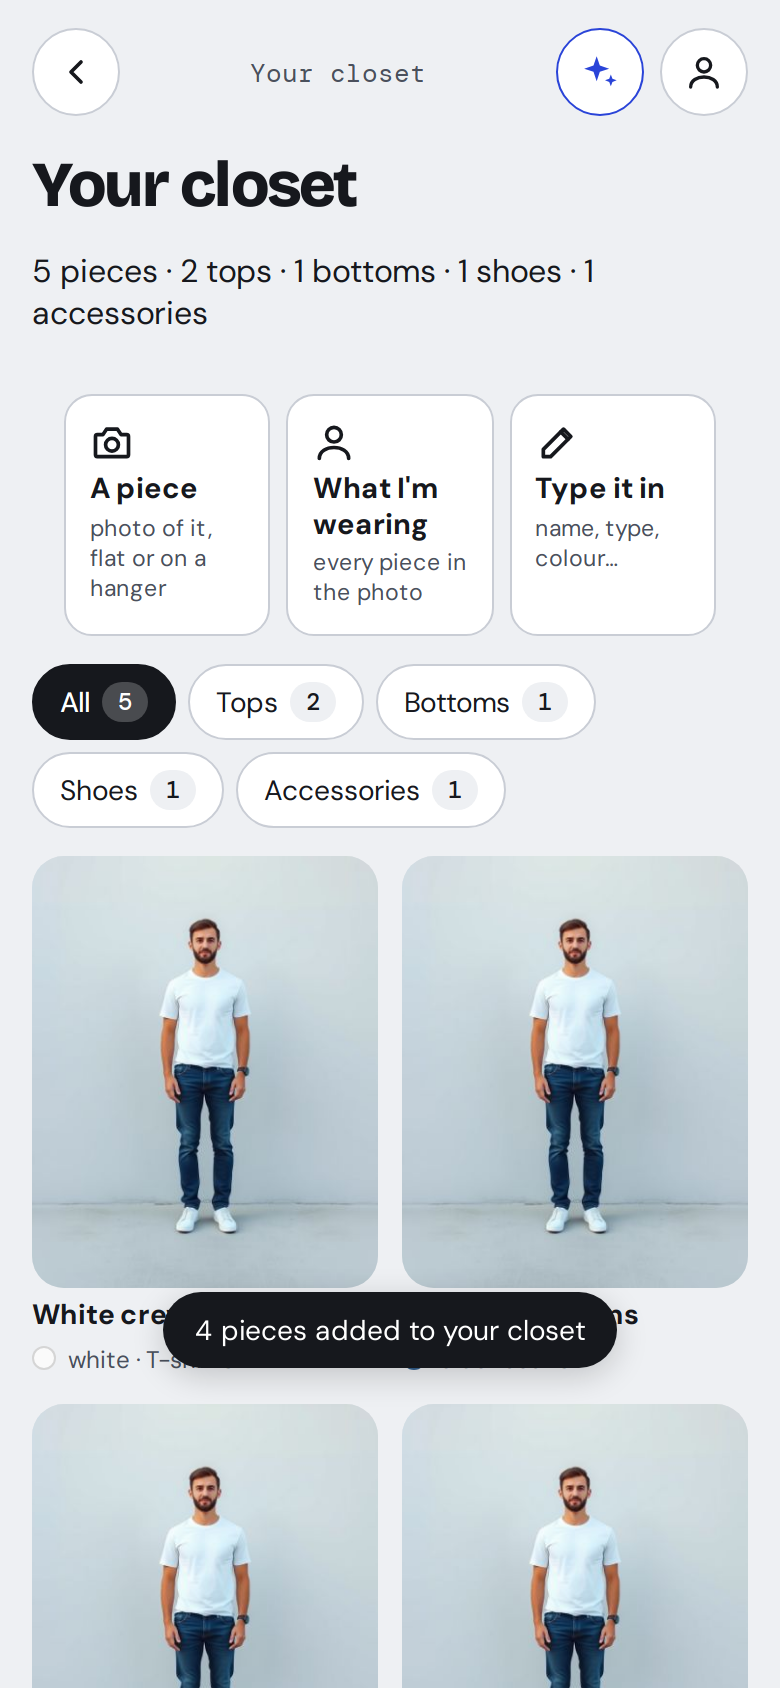 Your closet
Your closet
5 pieces · 2 tops · 1 bottoms · 1 shoes · 1
accessories
A piece
photo of it,
flat or on a
hanger
What I'm
wearing
every piece in
the photo
Type it in
name, type,
colour…
All 5
Tops 2
Bottoms 1
Shoes 1
Accessories 1
White
4 pieces added to your closet
white ·